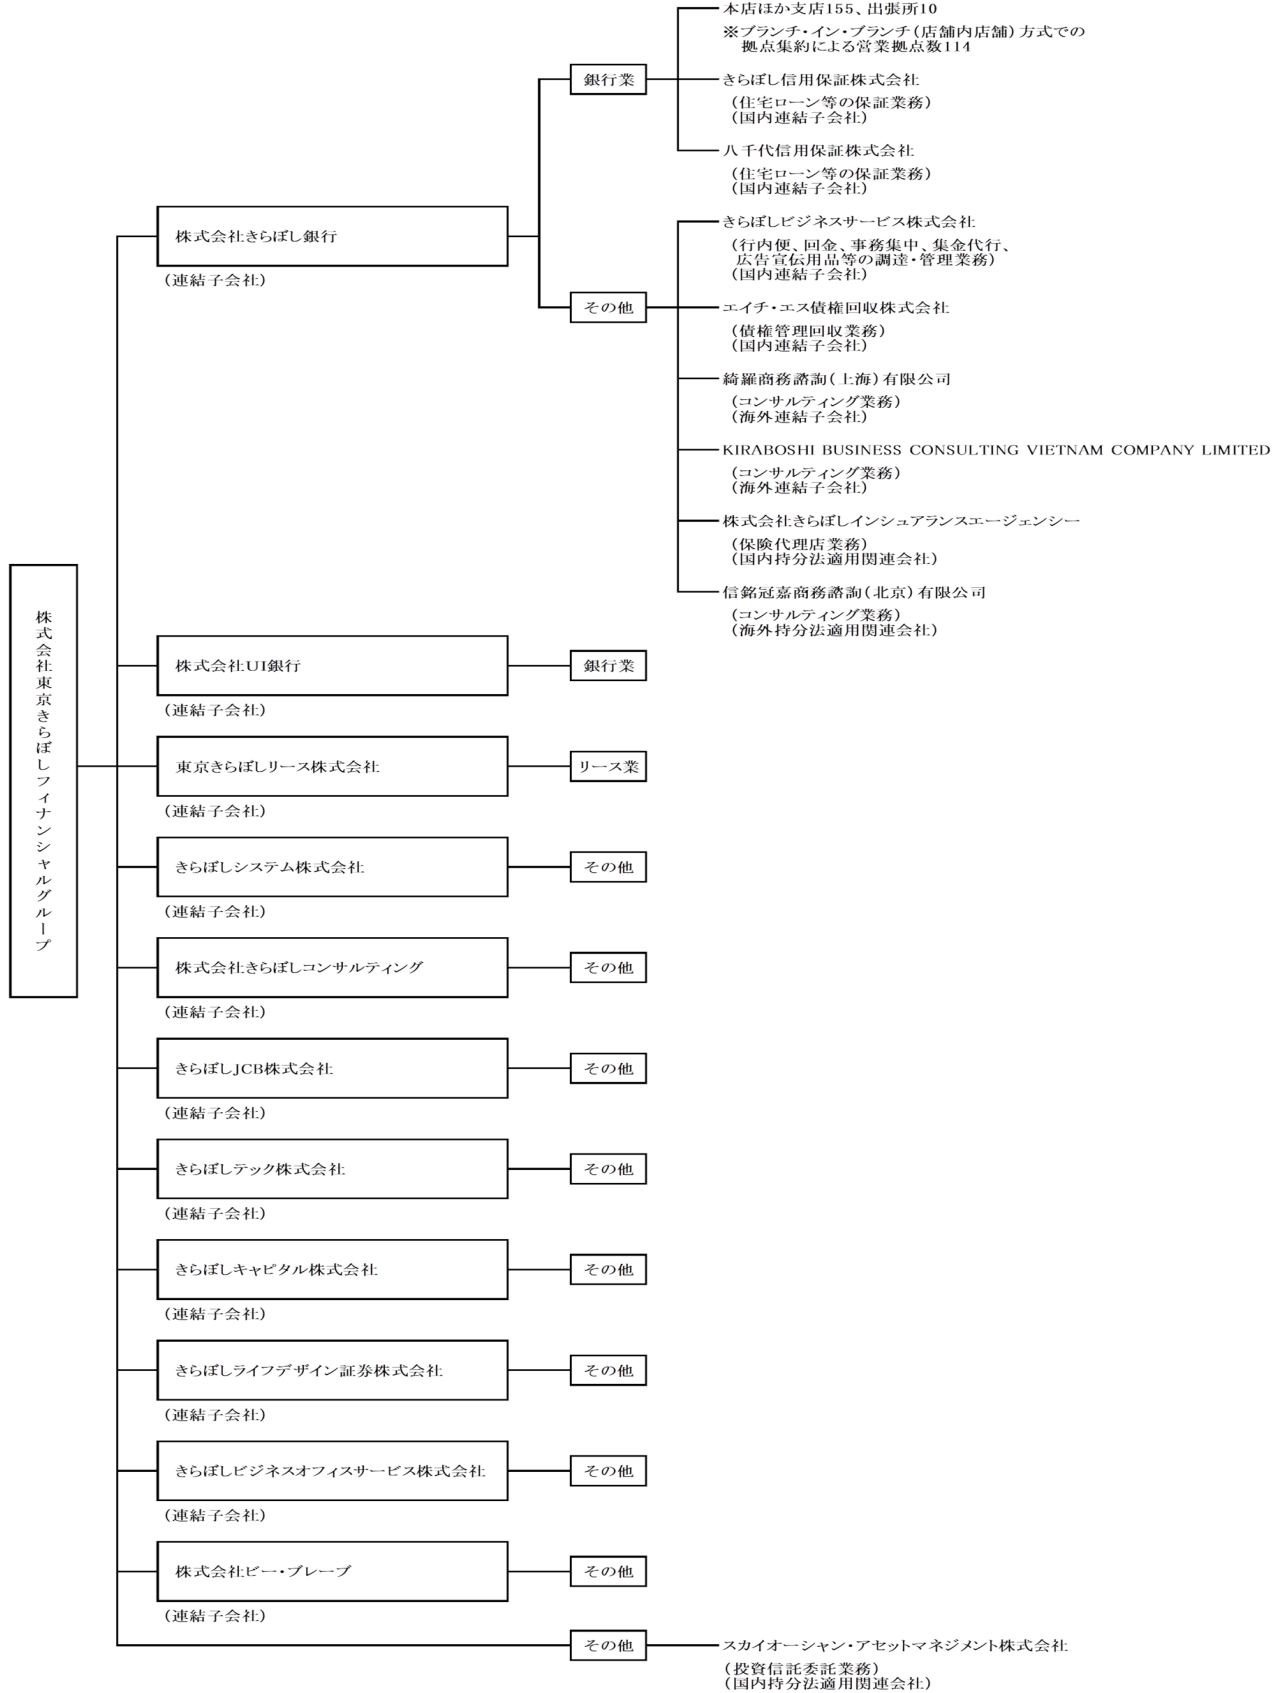 株式会社東京きらぼしフィナンシャルグループ
株式会社きらぼし銀行
(連結子会社)
銀行業
本店ほか支店155、出張所10
※ブランチ・イン・ブランチ(店舗内店舗)方式での
拠点集約による営業拠点数114
きらぼし信用保証株式会社
(住宅ローン等の保証業務)
(国内連結子会社)
八千代信用保証株式会社
(住宅ローン等の保証業務)
(国内連結子会社)
その他
きらぼしビジネスサービス株式会社
(行内便、回金、事務集中、集金代行、
広告宣伝用品等の調達・管理業務)
(国内連結子会社)
エイチ・エス債権回収株式会社
(債権管理回収業務)
(国内連結子会社)
綺羅商務諮詢(上海)有限公司
(コンサルティング業務)
(海外連結子会社)
KIRABOSHI BUSINESS CONSULTING VIETNAM COMPANY LIMITED
(コンサルティング業務)
(海外連結子会社)
株式会社きらぼしインシュアランスエージェンシー
(保険代理店業務)
(国内持分法適用関連会社)
信銘冠嘉商務諮詢(北京)有限公司
(コンサルティング業務)
(海外持分法適用関連会社)
株式会社UI銀行
銀行業
(連結子会社)
東京きらぼしリース株式会社
リース業
(連結子会社)
きらぼしシステム株式会社
その他
(連結子会社)
株式会社きらぼしコンサルティング
その他
(連結子会社)
きらぼしJCB株式会社
その他
(連結子会社)
きらぼしテック株式会社
その他
(連結子会社)
きらぼしキャピタル株式会社
その他
(連結子会社)
きらぼしライフデザイン証券株式会社
その他
(連結子会社)
きらぼしビジネスオフィスサービス株式会社
その他
(連結子会社)
株式会社ビー・ブレーブ
その他
(連結子会社)
その他
スカイオーシャン・アセットマネジメント株式会社
(投資信託委託業務)
(国内持分法適用関連会社)